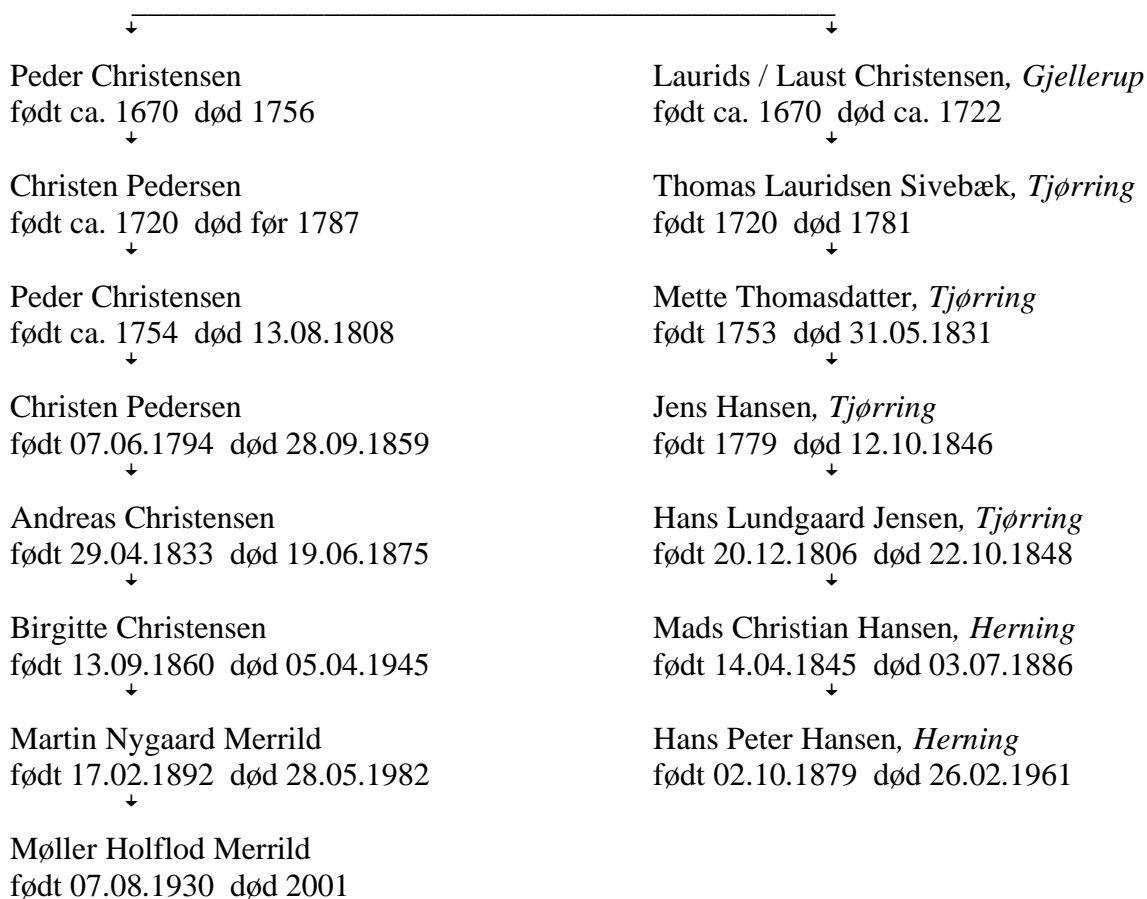 Peder Christensen
født ca. 1670 død 1756
Christen Pedersen
født ca. 1720 død før 1787
Peder Christensen
født ca. 1754 død 13.08.1808
Christen Pedersen
født 07.06.1794 død 28.09.1859
Andreas Christensen
født 29.04.1833 død 19.06.1875
Birgitte Christensen
født 13.09.1860 død 05.04.1945
Martin Nygaard Merrild
født 17.02.1892 død 28.05.1982
Møller Holflod Merrild
født 07.08.1930 død 2001
Laurids / Laust Christensen, Gjellerup
født ca. 1670 død ca. 1722
Thomas Lauridsen Sivebæk, Tjørring
født 1720 død 1781
Mette Thomasdatter, Tjørring
født 1753 død 31.05.1831
Jens Hansen, Tjørring
født 1779 død 12.10.1846
Hans Lundgaard Jensen, Tjørring
født 20.12.1806 død 22.10.1848
Mads Christian Hansen, Herning
født 14.04.1845 død 03.07.1886
Hans Peter Hansen, Herning
født 02.10.1879 død 26.02.1961